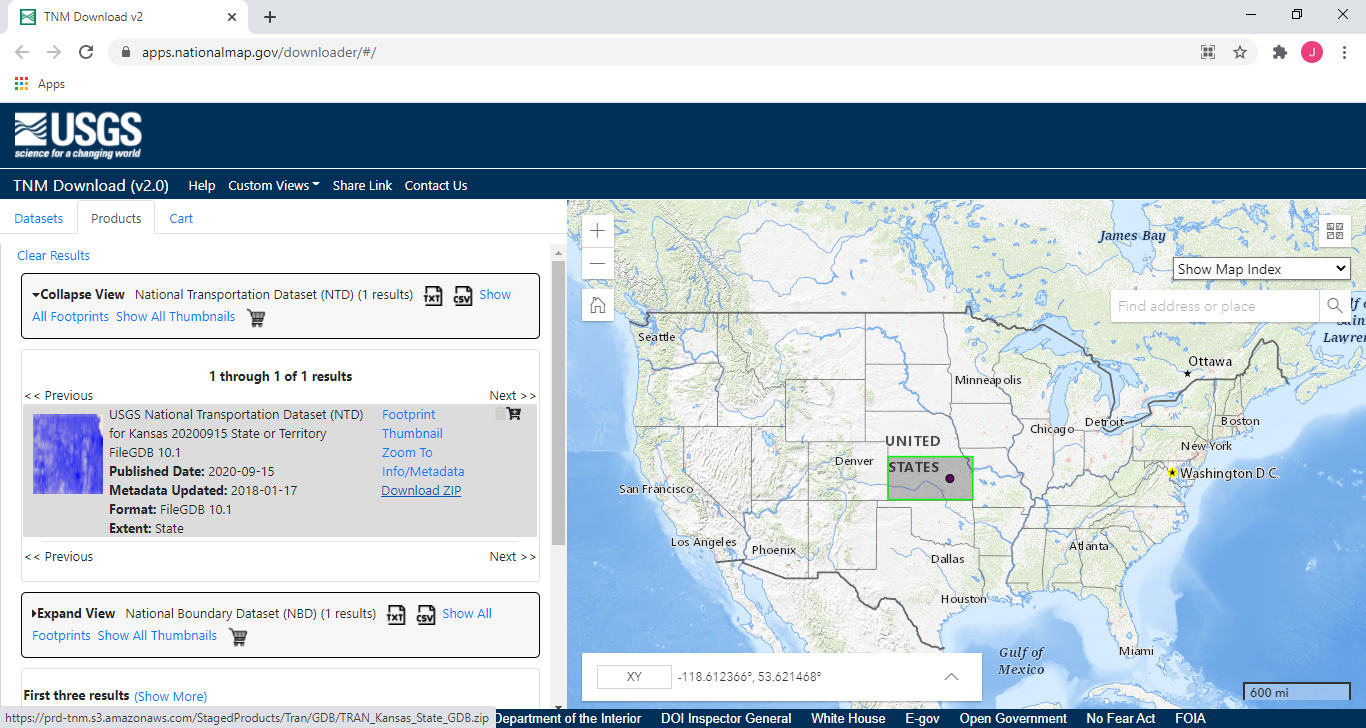 TNM Download v2
apps.nationalmap.gov/downloader/#/
J
Apps
USGS
science for a changing world
TNM Download (v2.0) Help Custom Views Share Link Contact Us
Datasets Products Cart
Clear Results
Collapse View National Transportation Dataset (NTD) (1 results) TXT CSV Show
All Footprints Show All Thumbnails
1 through 1 of 1 results
<< Previous Next >>
USGS National Transportation Dataset (NTD)
for Kansas 20200915 State or Territory
FileGDB 10.1
Published Date: 2020-09-15
Metadata Updated: 2018-01-17
Format: FileGDB 10.1
Extent: State
Footprint
Thumbnail
Zoom To
Info/Metadata
Download ZIP
<< Previous Next >>
Expand View National Boundary Dataset (NBD) (1 results) TXT CSV Show All
Footprints Show All Thumbnails
First three results (Show More)
https://prd-tnm.s3.amazonaws.com/StagedProducts/Tran/GDB/TRAN_Kansas_State_GDB.zip
James Bay
Show Map Index
Find address or place
Lawre
Seattle
Ottawa
Minneapolis
Chicago
Detroit
Boston
New York
UNITED
STATES
Denver
Washington D.C.
San Francisco
Los Angeles
Phoenix
Dallas
Atlanta
Houston
Miami
Gulf of
Mexico
XY -118.612366°, 53.621468°
600 mi
Department of the Interior DOI Inspector General White House E-gov Open Government No Fear Act FOIA